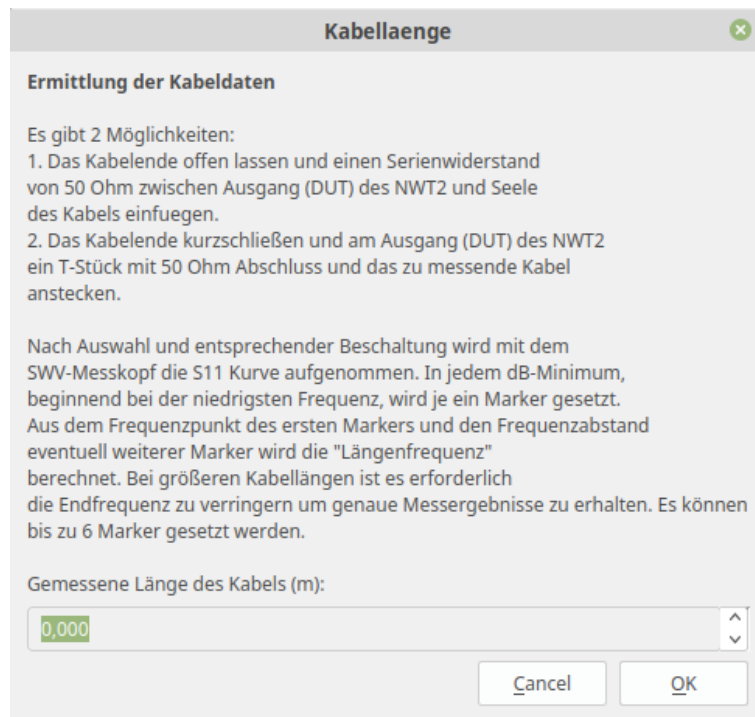 Kabellaenge
Ermittlung der Kabeldaten
Es gibt 2 Möglichkeiten:
1. Das Kabelende offen lassen und einen Serienwiderstand
von 50 Ohm zwischen Ausgang (DUT) des NWT2 und Seele
des Kabels einfuegen.
2. Das Kabelende kurzschließen und am Ausgang (DUT) des NWT2
ein T-Stück mit 50 Ohm Abschluss und das zu messende Kabel
anstecken.
Nach Auswahl und entsprechender Beschaltung wird mit dem
SWV-Messkopf die S11 Kurve aufgenommen. In jedem dB-Minimum,
beginnend bei der niedrigsten Frequenz, wird je ein Marker gesetzt.
Aus dem Frequenzpunkt des ersten Markers und den Frequenzabstand
eventuell weiterer Marker wird die "Längenfrequenz"
berechnet. Bei größeren Kabellängen ist es erforderlich
die Endfrequenz zu verringern um genaue Messergebnisse zu erhalten. Es können
bis zu 6 Marker gesetzt werden.
Gemessene Länge des Kabels (m):
0,000
Cancel OK